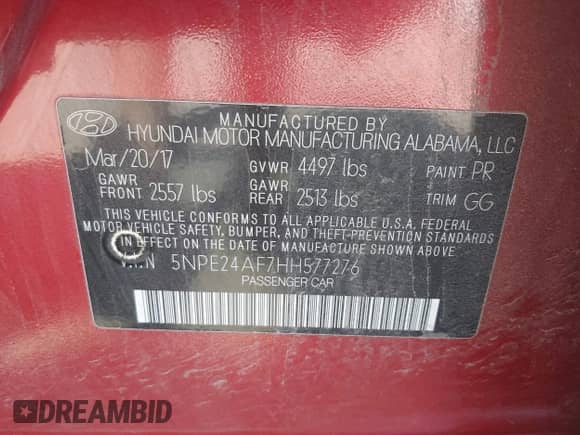 MANUFACTURED BY
HYUNDAI MOTOR MANUFACTURING ALABAMA, LLC
Mar/20/17 GVWR 4497 lbs PAINT PR
GAWR FRONT 2557 lbs GAWR REAR 2513 lbs TRIM GG
THIS VEHICLE CONFORMS TO ALL APPLICABLE U.S.A. FEDERAL
MOTOR VEHICLE SAFETY, BUMPER, AND THEFT-PREVENTION STANDARDS
IN EFFECT ON THE DATE OF MANUFACTURE SHOWN ABOVE.
5NPE24AF7HH577276
PASSENGER CAR
DREAMBID